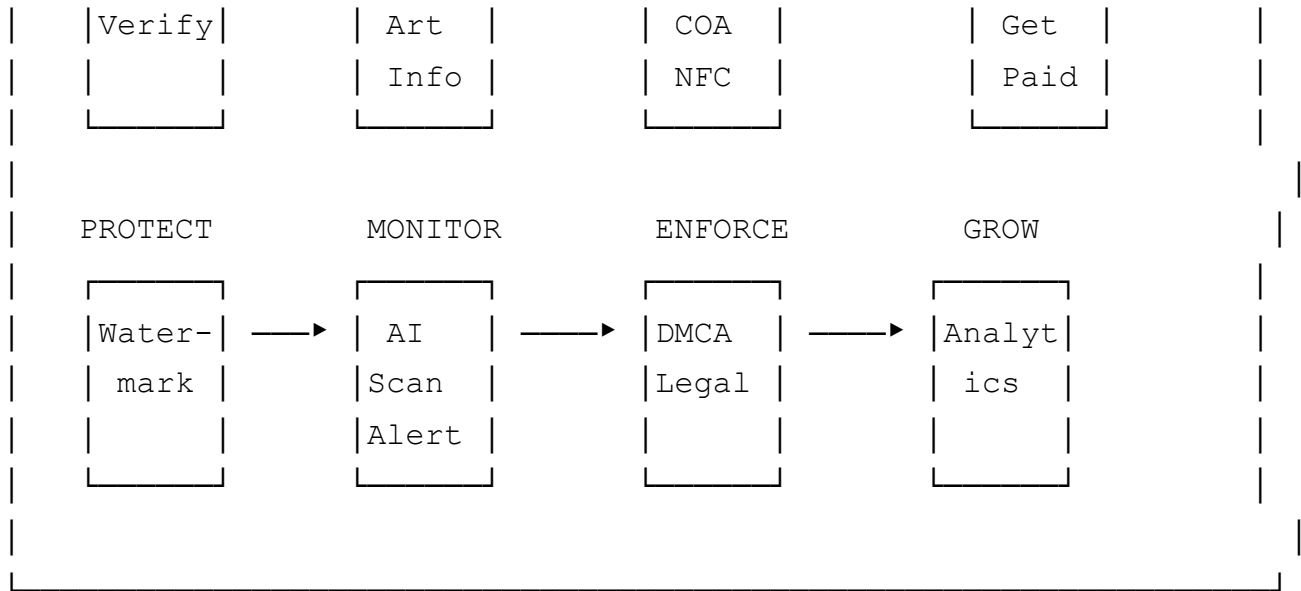 Verify Art COA Get
Info NFC Paid
PROTECT MONITOR ENFORCE GROW
Water- AI DMCA Analyt
mark Scan Legal ics
Alert